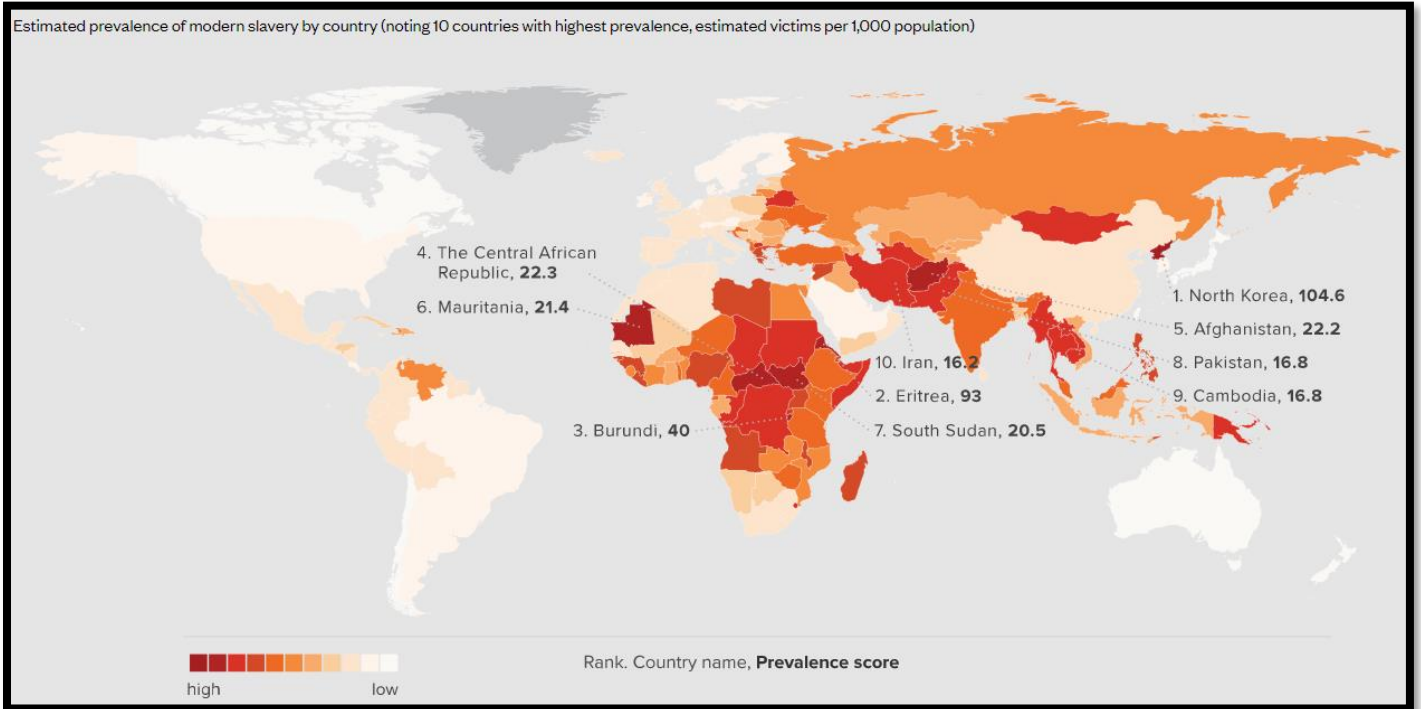 Estimated prevalence of modern slavery by country (noting 10 countries with highest prevalence, estimated victims per 1,000 population)
4. The Central African
Republic, 22.3
6. Mauritania, 21.4
1. North Korea, 104.6
5. Afghanistan, 22.2
10. Iran, 16.2
8. Pakistan, 16.8
2. Eritrea, 93
9. Cambodia, 16.8
3. Burundi, 40
7. South Sudan, 20.5
Rank. Country name, Prevalence score
high
low